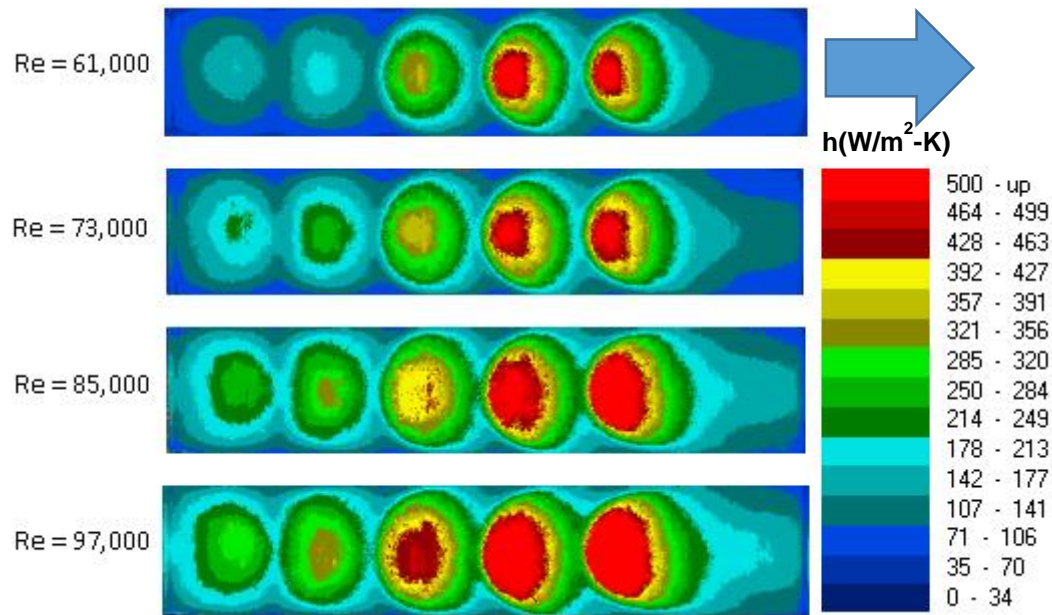 Re = 61,000
h(W/m²-K)
Re = 73,000
Re = 85,000
Re = 97,000
500 - up
464 - 499
428 - 463
392 - 427
357 - 391
321 - 356
285 - 320
250 - 284
214 - 249
178 - 213
142 - 177
107 - 141
71 - 106
35 - 70
0 - 34